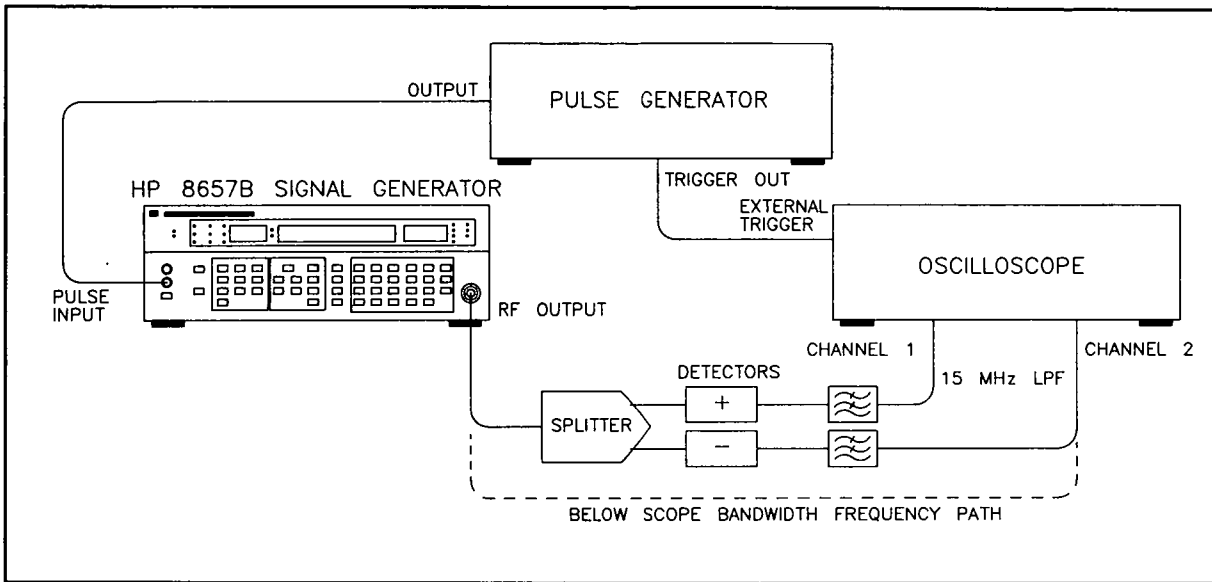 OUTPUT
PULSE GENERATOR
TRIGGER OUT
HP 8657B SIGNAL GENERATOR
EXTERNAL
TRIGGER
OSCILLOSCOPE
PULSE
INPUT
RF OUTPUT
CHANNEL 1
CHANNEL 2
15 MHz LPF
DETECTORS
SPLITTER
+
−
BELOW SCOPE BANDWIDTH FREQUENCY PATH